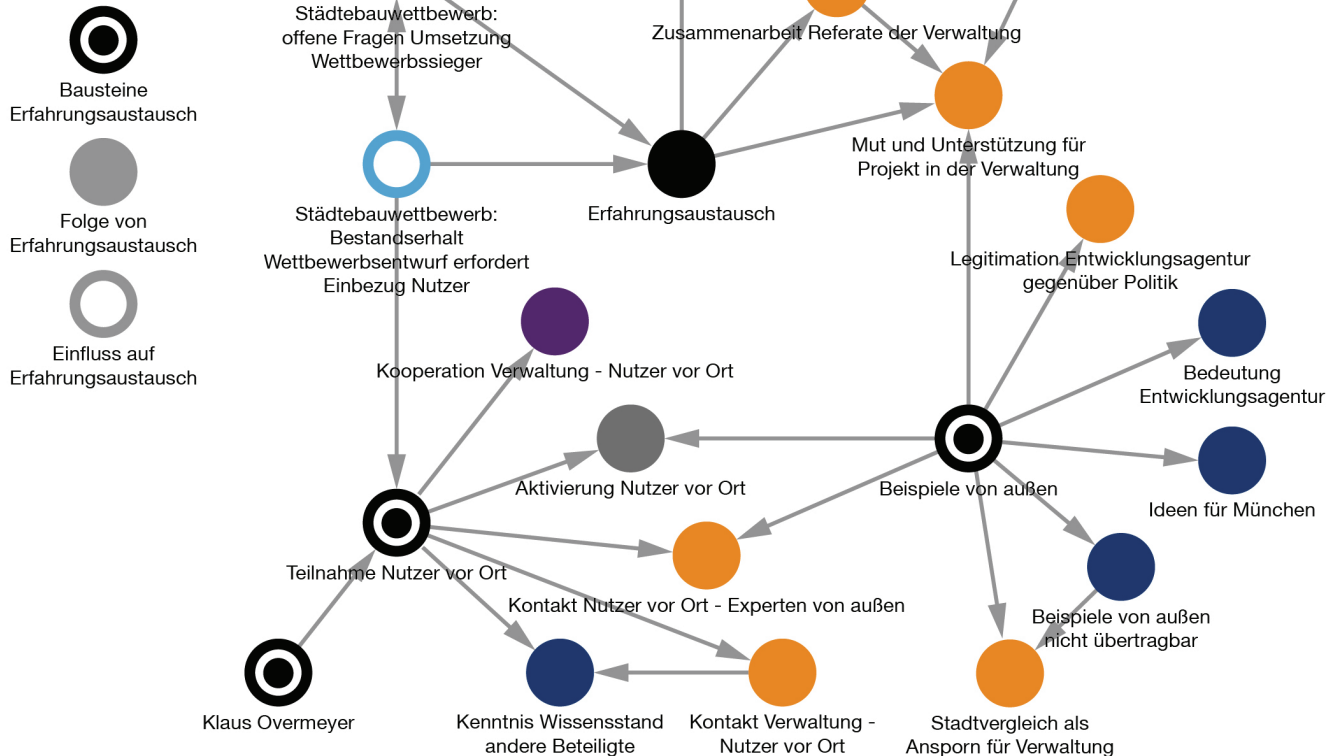 Bausteine
Erfahrungsaustausch
Folge von
Erfahrungsaustausch
Einfluss auf
Erfahrungsaustausch
Städtebauwettbewerb:
offene Fragen Umsetzung
Wettbewerbssieger
Zusammenarbeit Referate der Verwaltung
Mut und Unterstützung für
Projekt in der Verwaltung
Erfahrungsaustausch
Städtebauwettbewerb:
Bestandserhalt
Wettbewerbsentwurf erfordert
Einbezug Nutzer
Legitimation Entwicklungsagentur
gegenüber Politik
Kooperation Verwaltung - Nutzer vor Ort
Bedeutung
Entwicklungsagentur
Aktivierung Nutzer vor Ort
Beispiele von außen
Ideen für München
Teilnahme Nutzer vor Ort
Kontakt Nutzer vor Ort - Experten von außen
Beispiele von außen
nicht übertragbar
Klaus Overmeyer
Kenntnis Wissensstand
andere Beteiligte
Kontakt Verwaltung -
Nutzer vor Ort
Stadtvergleich als
Ansporn für Verwaltung